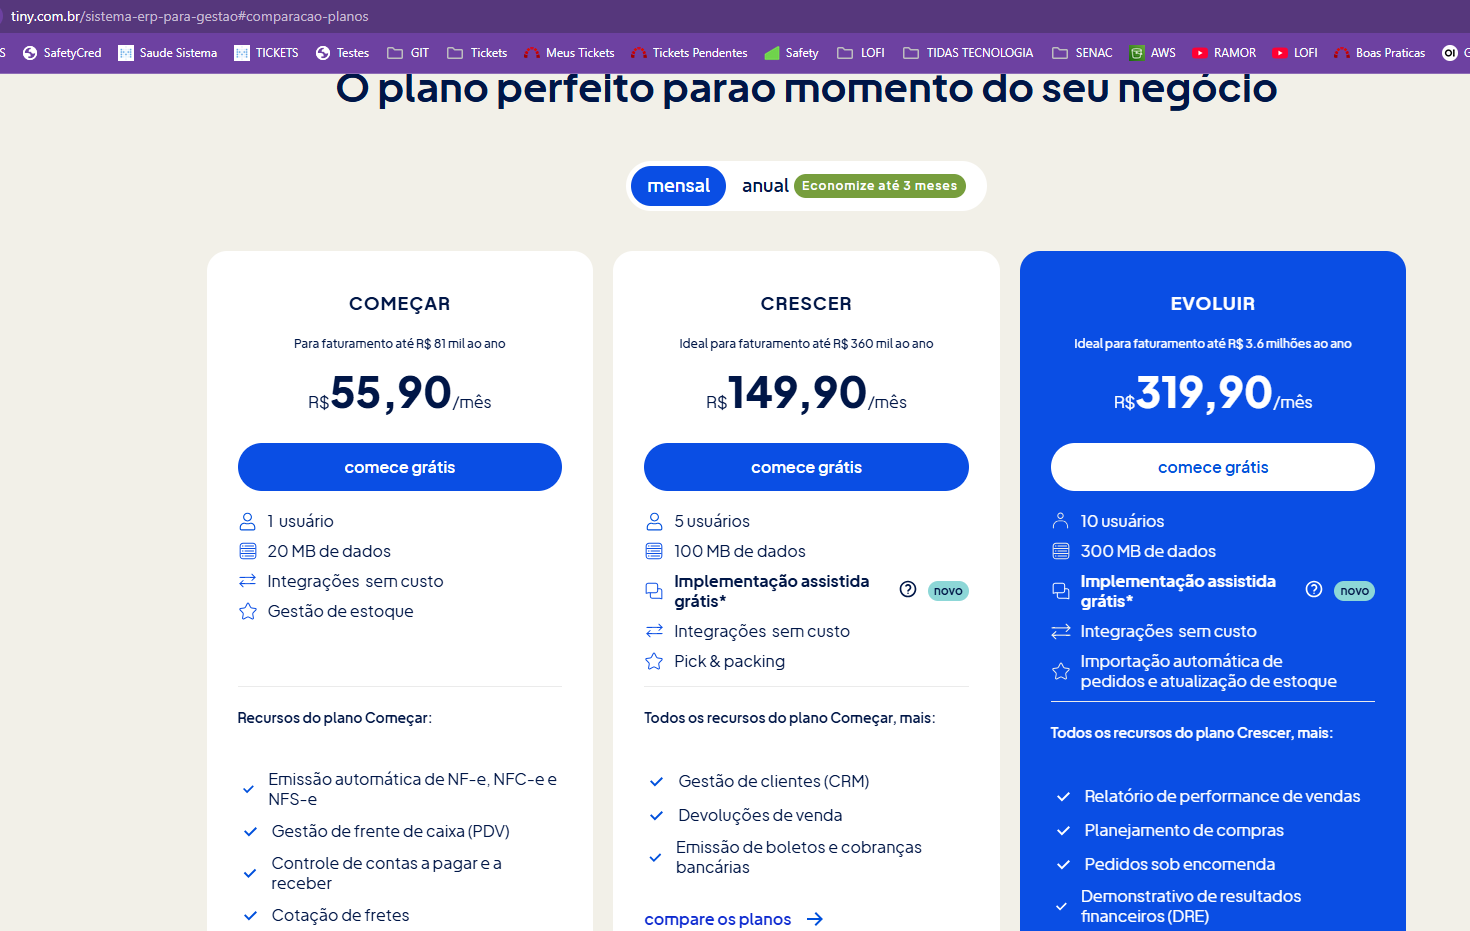 tiny.com.br/sistema-erp-para-gestao#comparacao-planos
S SafetyCred Saude Sistema TICKETS Testes GIT Tickets Meus Tickets Tickets Pendentes Safety LOFI TIDAS TECNOLOGIA SENAC AWS RAMOR LOFI Boas Praticas
O plano perfeito parao momento do seu negócio
mensal anual Economize até 3 meses
COMEÇAR
Para faturamento até R$ 81 mil ao ano
R$55,90/mês
comece grátis
1 usuário
20 MB de dados
Integrações sem custo
Gestão de estoque
Recursos do plano Começar:
Emissão automática de NF-e, NFC-e e
NFS-e
Gestão de frente de caixa (PDV)
Controle de contas a pagar e a
receber
Cotação de fretes
CRESCER
Ideal para faturamento até R$ 360 mil ao ano
R$149,90/mês
comece grátis
5 usuários
100 MB de dados
Implementação assistida
grátis*
novo
Integrações sem custo
Pick & packing
Todos os recursos do plano Começar, mais:
Gestão de clientes (CRM)
Devoluções de venda
Emissão de boletos e cobranças
bancárias
compare os planos
EVOLUIR
Ideal para faturamento até R$ 3.6 milhões ao ano
R$319,90/mês
comece grátis
10 usuários
300 MB de dados
Implementação assistida
grátis*
novo
Integrações sem custo
Importação automática de
pedidos e atualização de estoque
Todos os recursos do plano Crescer, mais:
Relatório de performance de vendas
Planejamento de compras
Pedidos sob encomenda
Demonstrativo de resultados
financeiros (DRE)